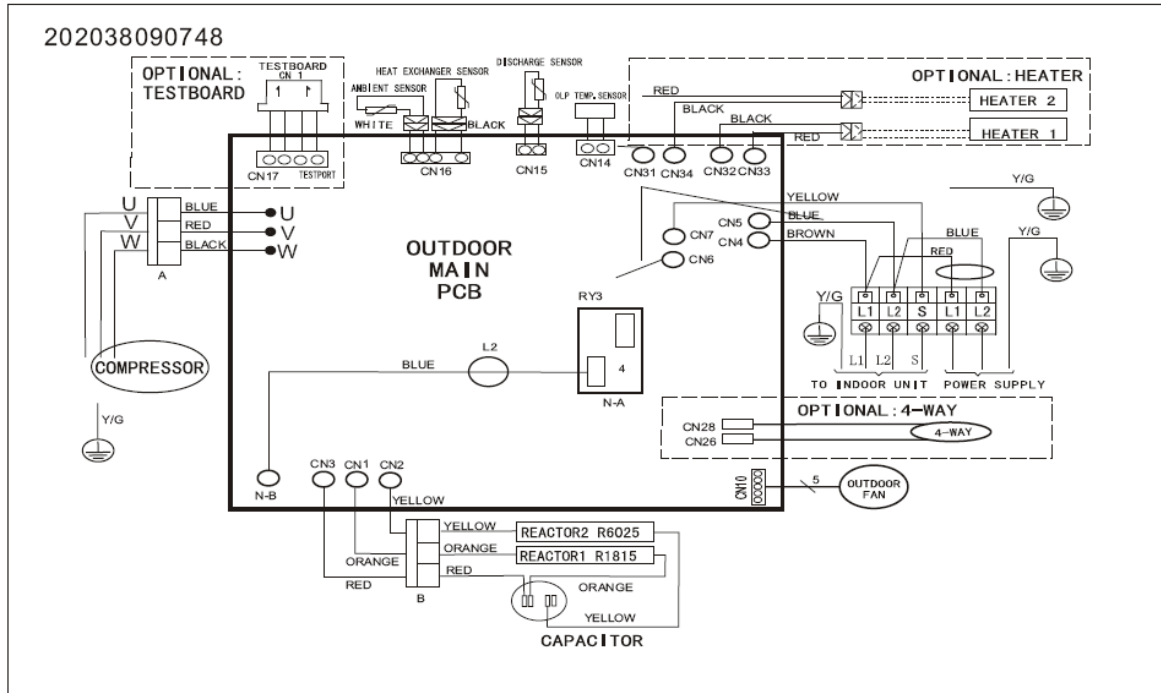 202038090748
OPTIONAL:
TESTBOARD
TESTBOARD
CN 1
CN17
TESTPORT
HEAT EXCHANGER SENSOR
AMBIENT SENSOR
WHITE
BLACK
CN16
DISCHARGE SENSOR
CN15
OLP TEMP.SENSOR
CN14
OPTIONAL:HEATER
RED
BLACK
HEATER 2
BLACK
RED
HEATER 1
CN31
CN34
CN32
CN33
U
BLUE
U
V
RED
V
W
BLACK
W
A
COMPRESSOR
Y/G
OUTDOOR
MAIN
PCB
YELLOW
CN5
BLUE
CN7
CN4
BROWN
CN6
Y/G
BLUE
Y/G
RED
Y/G
L1 L2 S L1 L2
L1 L2 S
TO INDOOR UNIT
POWER SUPPLY
RY3
4
N-A
L2
BLUE
N-B
OPTIONAL:4-WAY
CN28
CN26
4-WAY
CN10
5
OUTDOOR
FAN
CN3
CN1
CN2
YELLOW
YELLOW
REACTOR2 R6025
ORANGE
ORANGE
REACTOR1 R1815
RED
RED
ORANGE
B
YELLOW
CAPACITOR